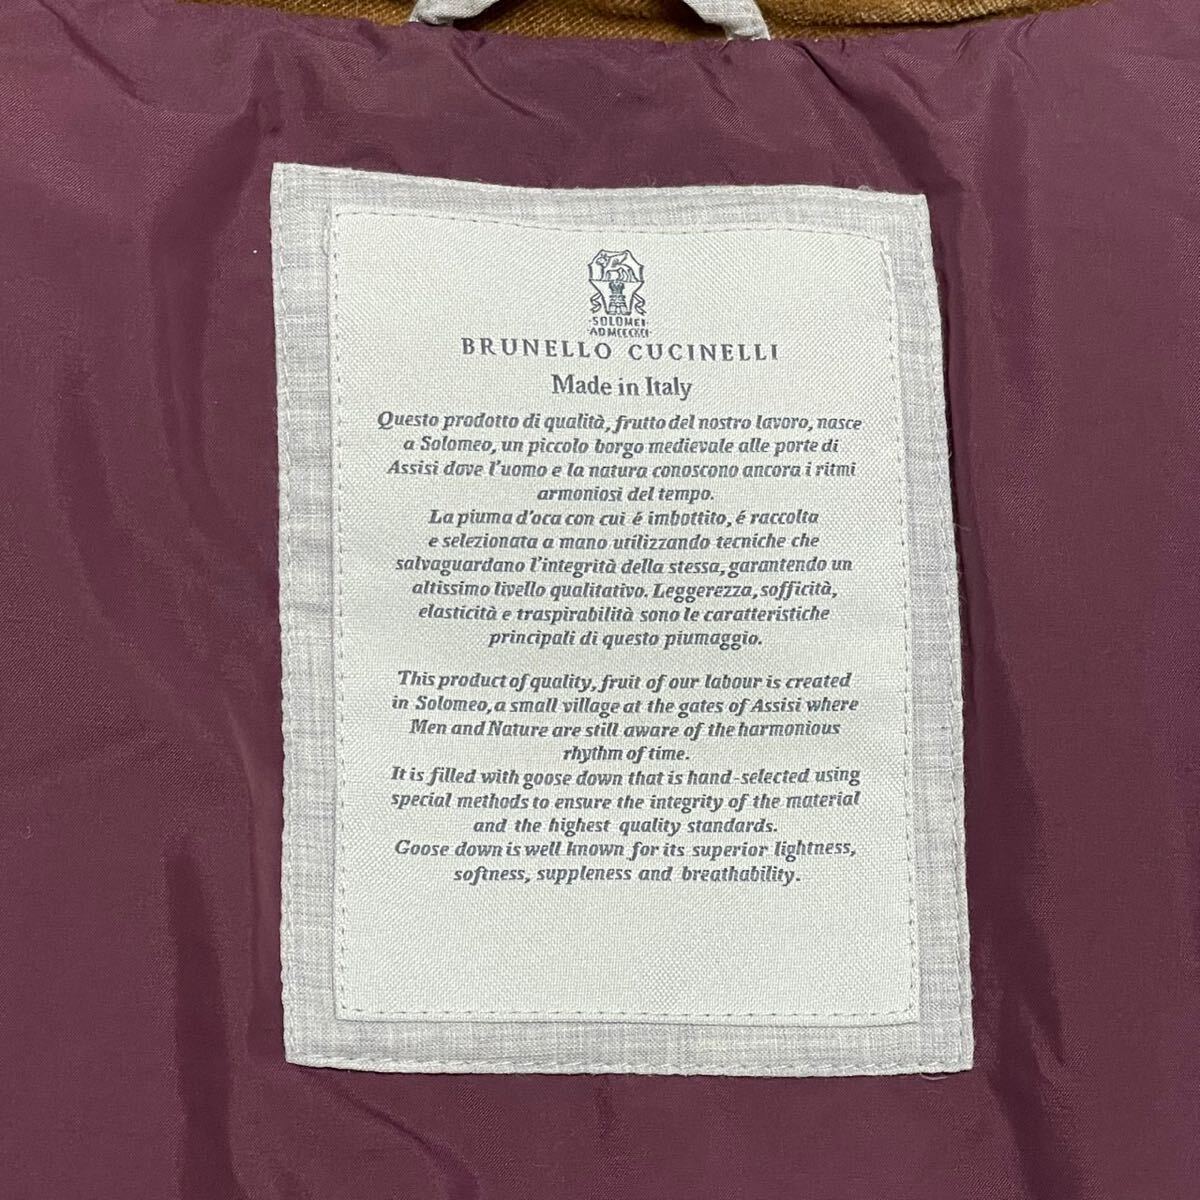 ·SOLOMEI·
BRUNELLO CUCINELLI
Made in Italy
Questo prodotto di qualità, frutto del nostro lavoro, nasce
a Solomeo, un piccolo borgo medievale alle porte di
Assisi dove l'uomo e la natura conoscono ancora i ritmi
armoniosi del tempo.
La piuma d'oca con cui é imbottito, é raccolta
e selezionata a mano utilizzando tecniche che
salvaguardano l'integrità della stessa, garantendo un
altissimo livello qualitativo. Leggerezza, sofficità,
elasticità e traspirabilità sono le caratteristiche
principali di questo piumaggio.
This product of quality, fruit of our labour is created
in Solomeo, a small village at the gates of Assisi where
Men and Nature are still aware of the harmonious
rhythm of time.
It is filled with goose down that is hand-selected using
special methods to ensure the integrity of the material
and the highest quality standards.
Goose down is well known for its superior lightness,
softness, suppleness and breathability.